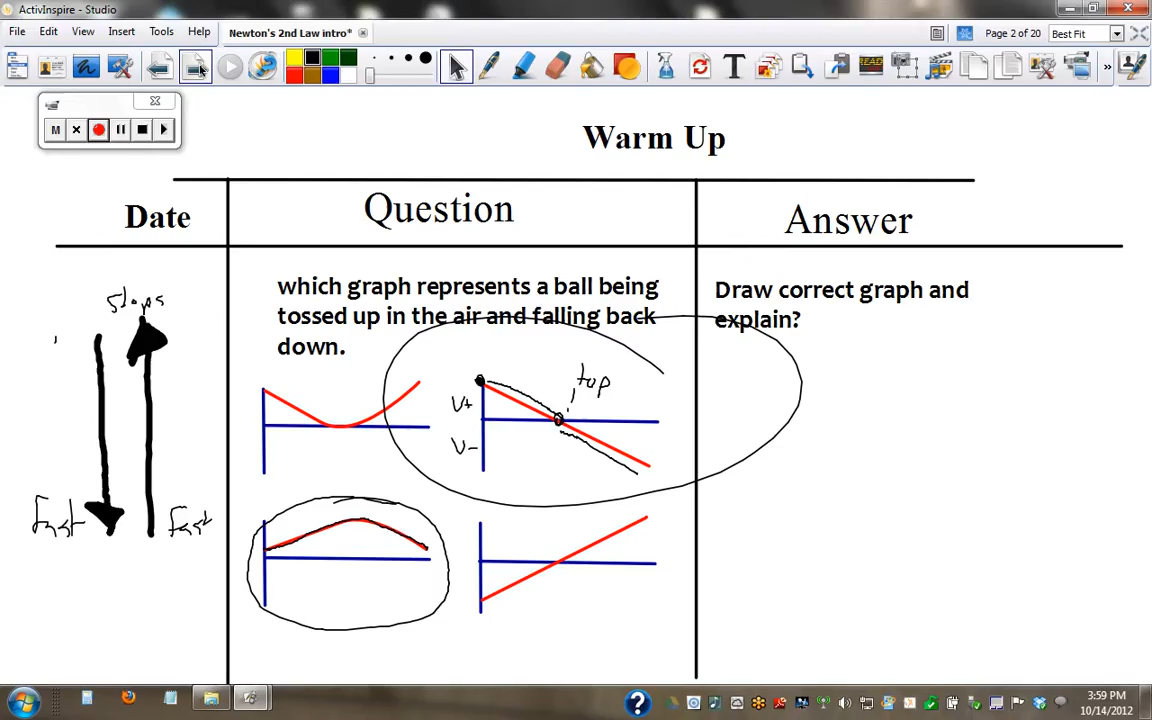 ActivInspire - Studio
File Edit View Insert Tools Help
Newton's 2nd Law intro*
Page 2 of 20
Best Fit
M
Warm Up
Date
Question
Answer
which graph represents a ball being
tossed up in the air and falling back
down.
Draw correct graph and
explain?
Stops
top
V+
V-
Fast
Fast
3:59 PM
10/14/2012